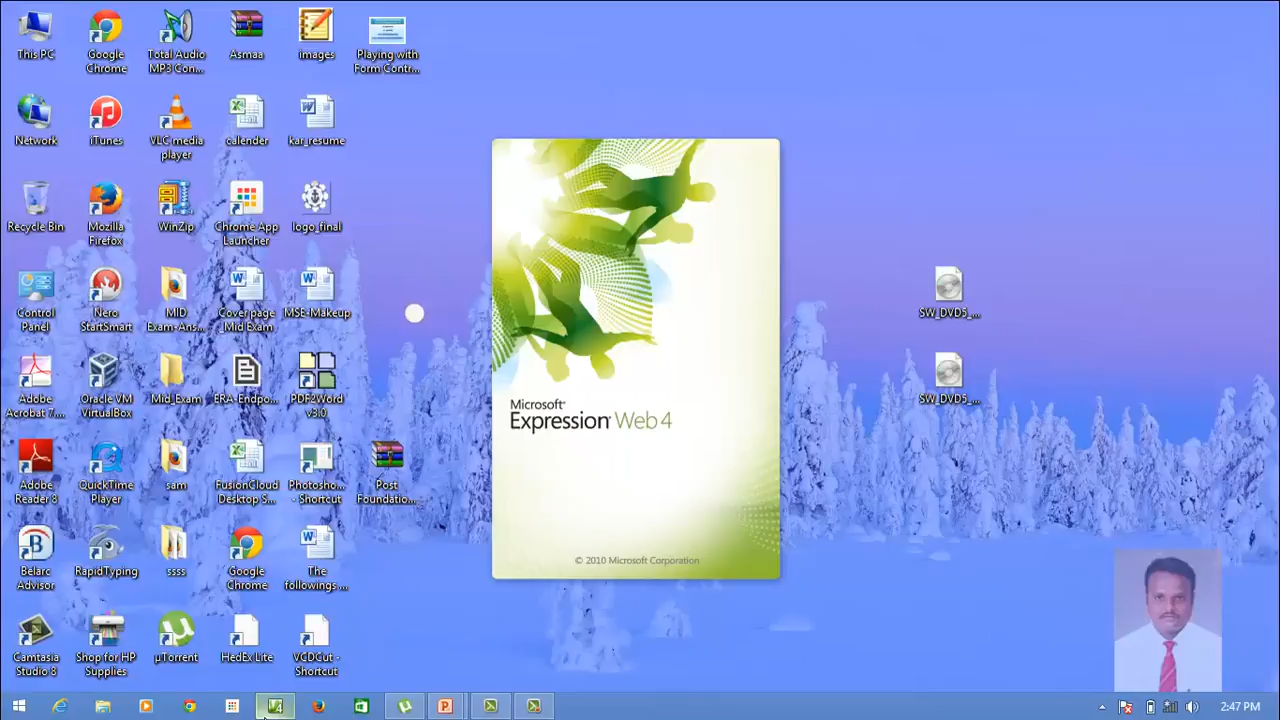 This PC
Google
Chrome
Total Audio
MP3 Con...
Asmaa
images
Playing with
Form Contr...
Network
iTunes
VLC media
player
calender
kar_resume
Recycle Bin
Mozilla
Firefox
WinZip
Chrome App
Launcher
logo_final
Control
Panel
Nero
StartSmart
MID
Exam-Ans...
Cover page
_Mid Exam
MSE-Makeup
SW_DVD5_...
Adobe
Acrobat 7....
Oracle VM
VirtualBox
Mid_Exam
ERA-Endpo...
PDF2Word
v3.0
SW_DVD5_...
Microsoft®
Expression® Web 4
Adobe
Reader 8
QuickTime
Player
sam
FusionCloud
Desktop S...
Photosho...
- Shortcut
Post
Foundatio...
Belarc
Advisor
RapidTyping
ssss
Google
Chrome
The
followings ...
© 2010 Microsoft Corporation
Camtasia
Studio 8
Shop for HP
Supplies
µTorrent
HedEx Lite
VCDCut -
Shortcut
2:47 PM